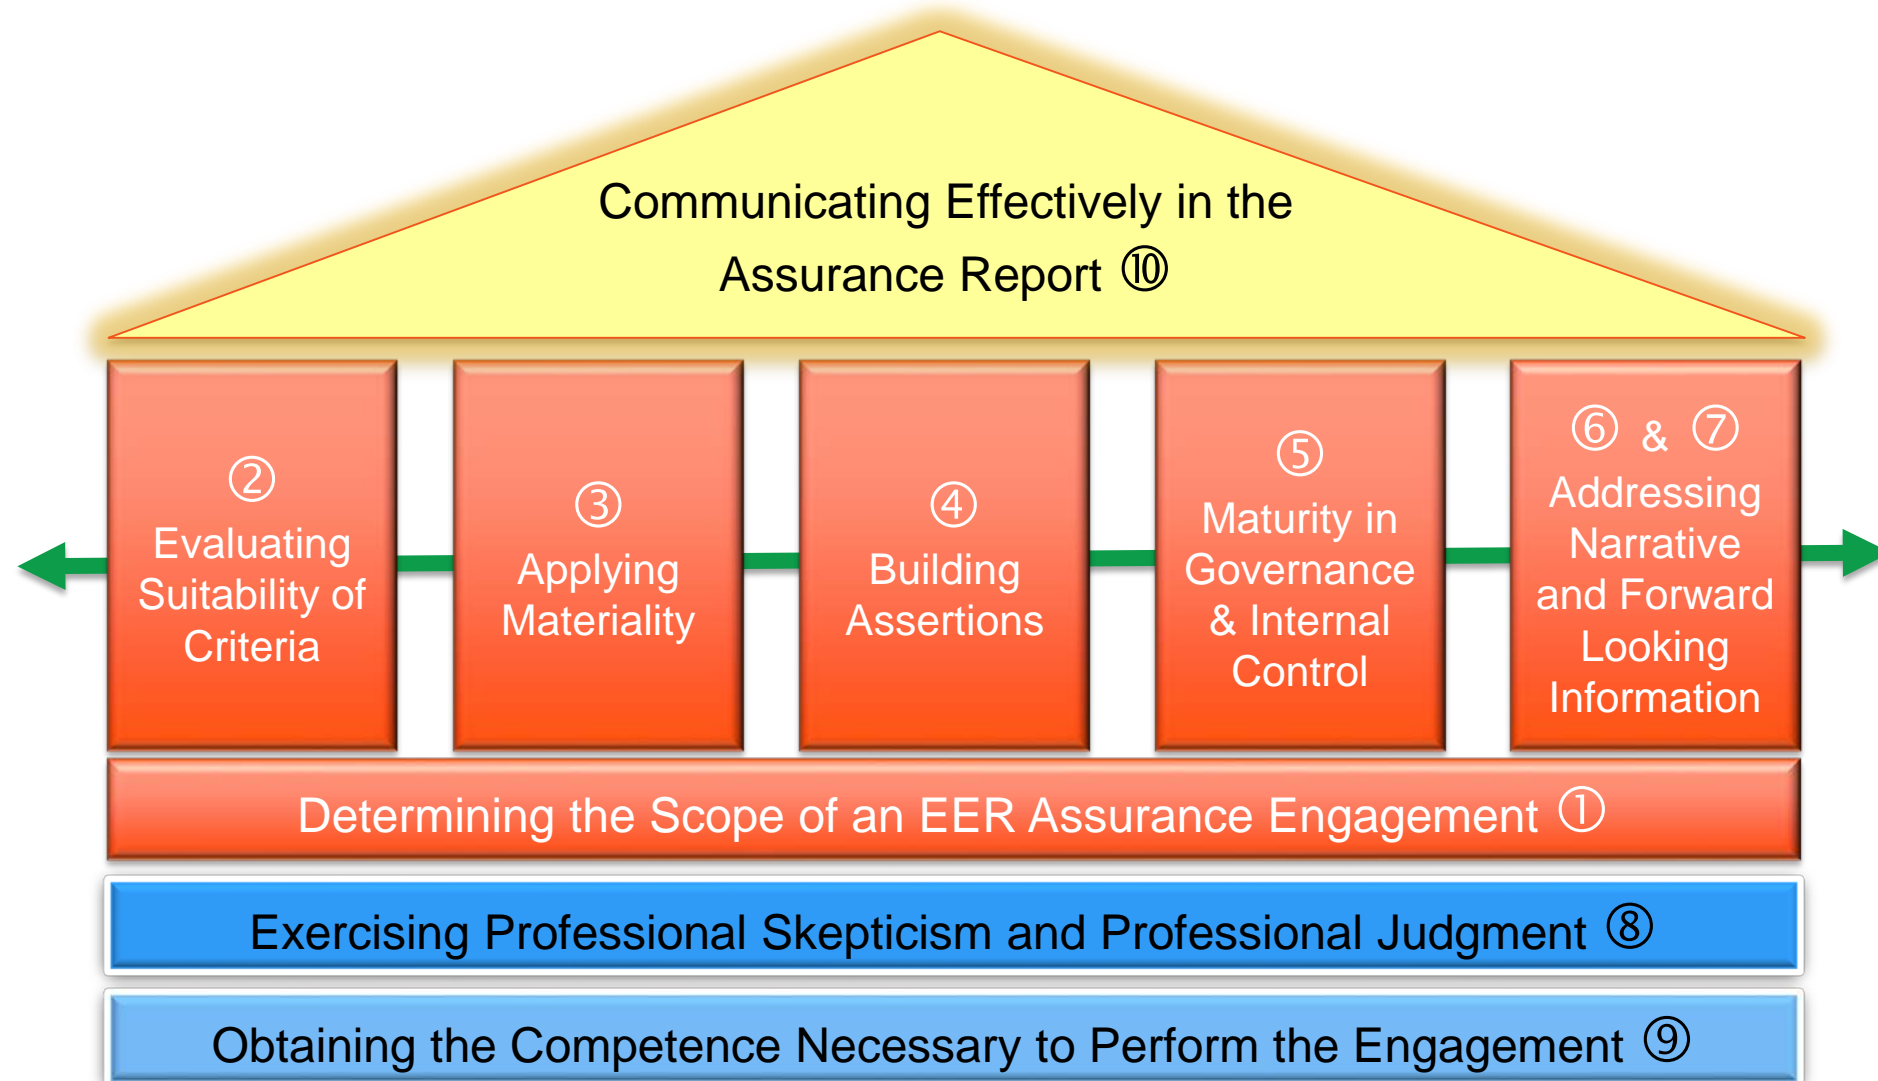 Communicating Effectively in the
Assurance Report ⑩
②
Evaluating
Suitability of
Criteria
③
Applying
Materiality
④
Building
Assertions
⑤
Maturity in
Governance
& Internal
Control
⑥ & ⑦
Addressing
Narrative
and Forward
Looking
Information
Determining the Scope of an EER Assurance Engagement ①
Exercising Professional Skepticism and Professional Judgment ⑧
Obtaining the Competence Necessary to Perform the Engagement ⑨